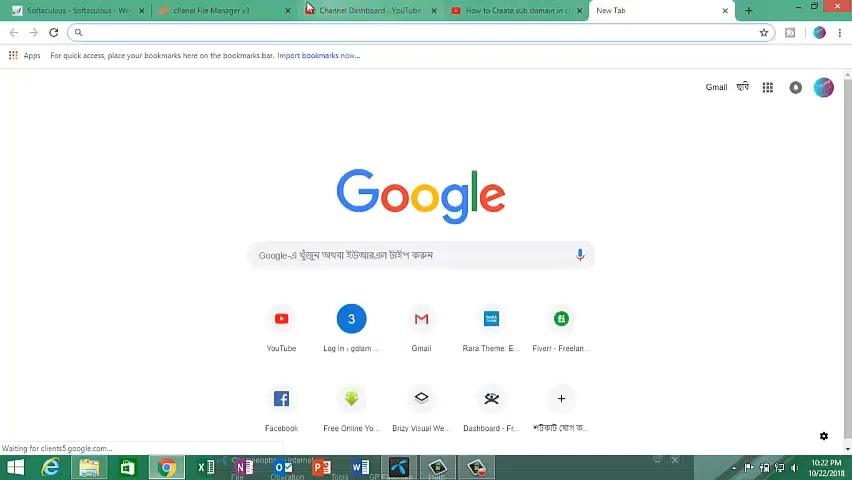 Softaculous - Softaculous - We
cPanel File Manager v3
Channel Dashboard - YouTube
How to Create sub domain in c
New Tab
Apps
For quick access, place your bookmarks here on the bookmarks bar. Import bookmarks now...
Gmail
ছবি
Google
Google-এ খুঁজুন অথবা ইউআরএল টাইপ করুন
YouTube
Log In ‹ golam ...
Gmail
Rara Theme. E...
Fiverr - Freelan...
Facebook
Free Online Yo...
Brizy Visual We...
Dashboard - Fr...
শর্টকাট যোগ ক...
Waiting for clients5.google.com...
10:22 PM
10/22/2018